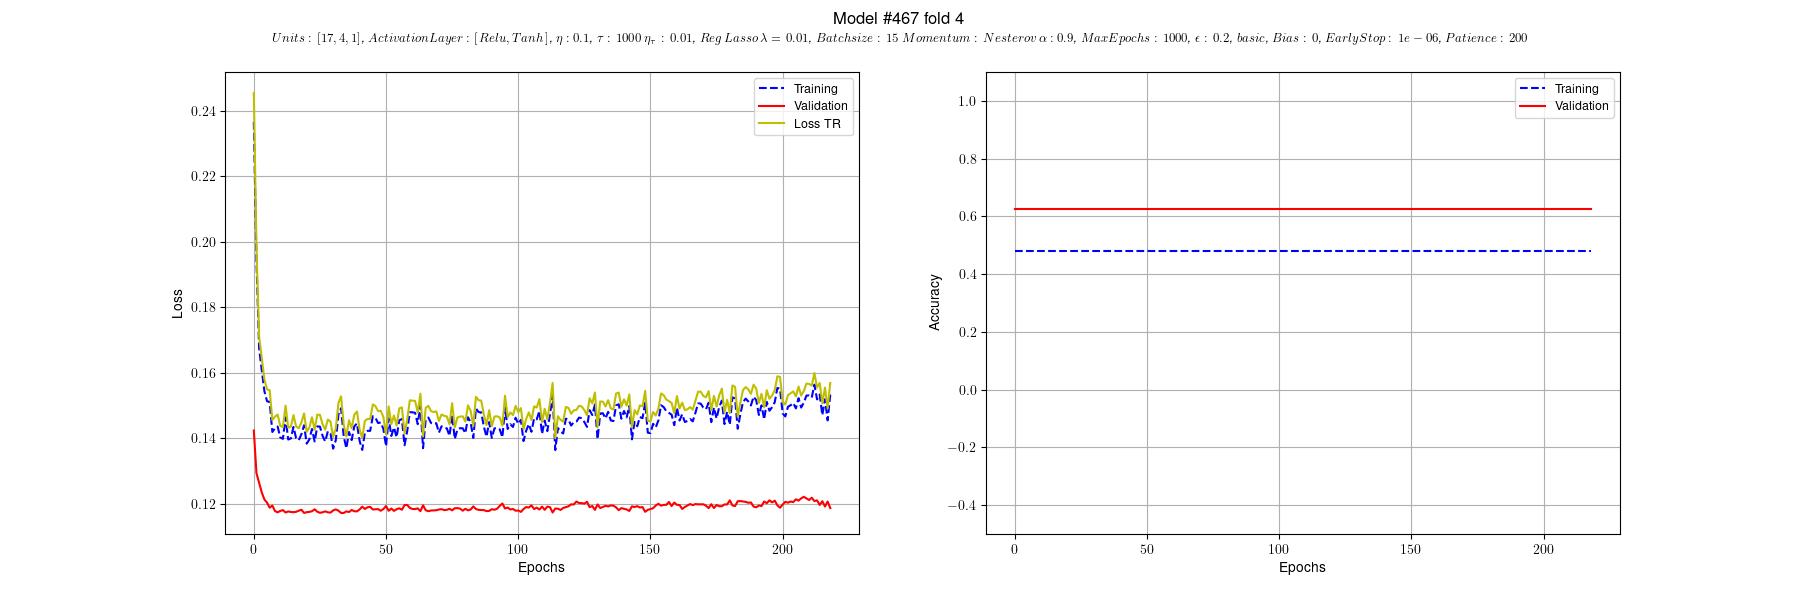 Model #467 fold 4
Units : [17, 4, 1], ActivationLayer : [Relu, Tanh], η : 0.1, τ : 1000 η_τ : 0.01, Reg Lasso λ = 0.01, Batchsize : 15 Momentum : Nesterov α : 0.9, MaxEpochs : 1000, ϵ : 0.2, basic, Bias : 0, EarlyStop : 1e − 06, Patience : 200
Training
Validation
Loss TR
0.24
0.22
0.20
0.18
0.16
0.14
0.12
Loss
0 50 100 150 200
Epochs
Training
Validation
1.0
0.8
0.6
0.4
0.2
0.0
−0.2
−0.4
Accuracy
0 50 100 150 200
Epochs